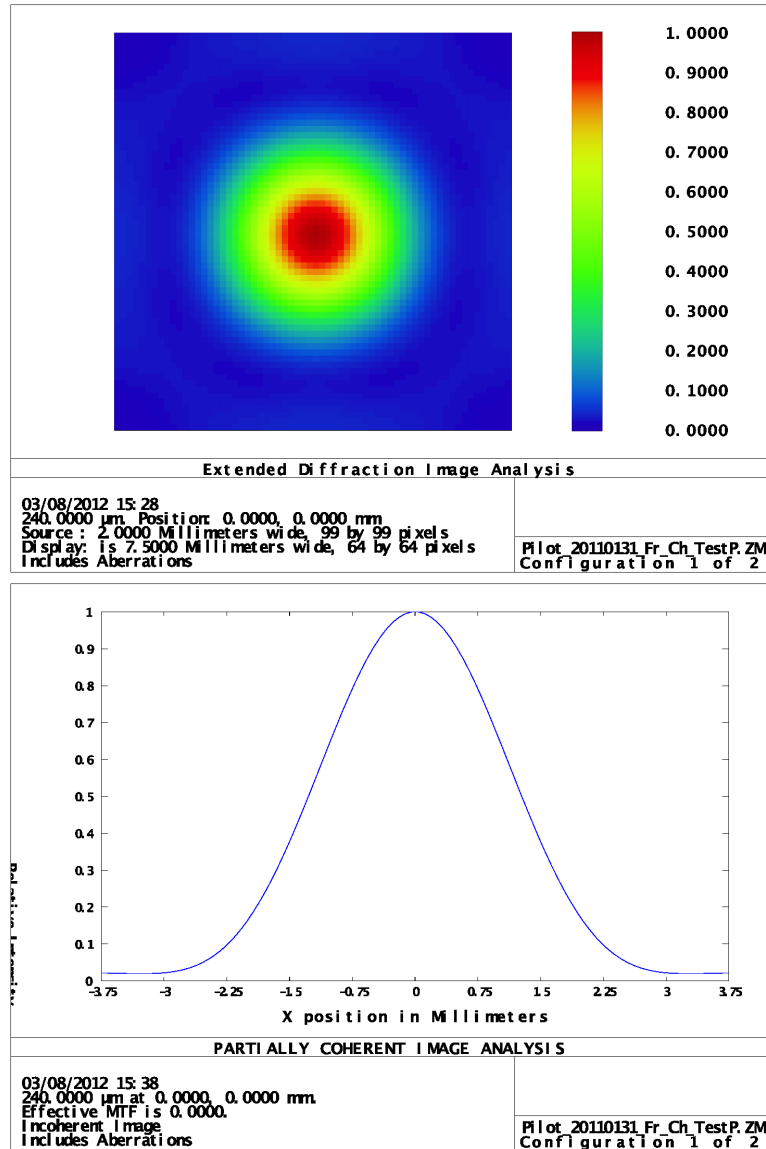 1.0000
0.9000
0.8000
0.7000
0.6000
0.5000
0.4000
0.3000
0.2000
0.1000
0.0000
Extended Diffraction Image Analysis
03/08/2012 15:28
240.0000 µm. Position: 0.0000, 0.0000 mm
Source : 2.0000 Millimeters wide, 99 by 99 pixels
Display: is 7.5000 Millimeters wide, 64 by 64 pixels
Includes Aberrations
Pilot_20110131_Fr_Ch_TestP.ZM
Configuration 1 of 2
1
0.9
0.8
0.7
0.6
0.5
0.4
0.3
0.2
0.1
0
-3.75 -3 -2.25 -1.5 -0.75 0 0.75 1.5 2.25 3 3.75
X position in Millimeters
PARTIALLY COHERENT IMAGE ANALYSIS
03/08/2012 15:38
240.0000 µm at 0.0000, 0.0000 mm.
Effective MTF is 0.0000.
Incoherent Image
Includes Aberrations
Pilot_20110131_Fr_Ch_TestP.ZM
Configuration 1 of 2